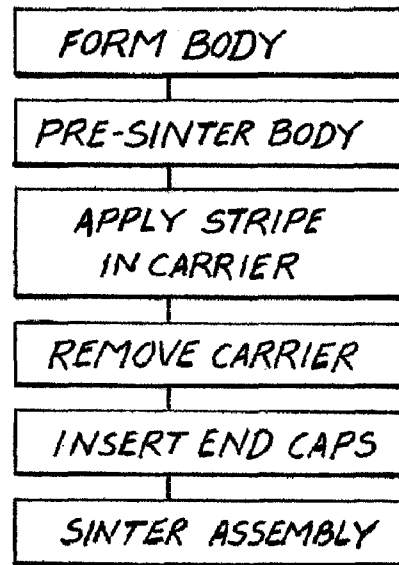 FORM BODY
PRE-SINTER BODY
APPLY STRIPE
IN CARRIER
REMOVE CARRIER
INSERT END CAPS
SINTER ASSEMBLY